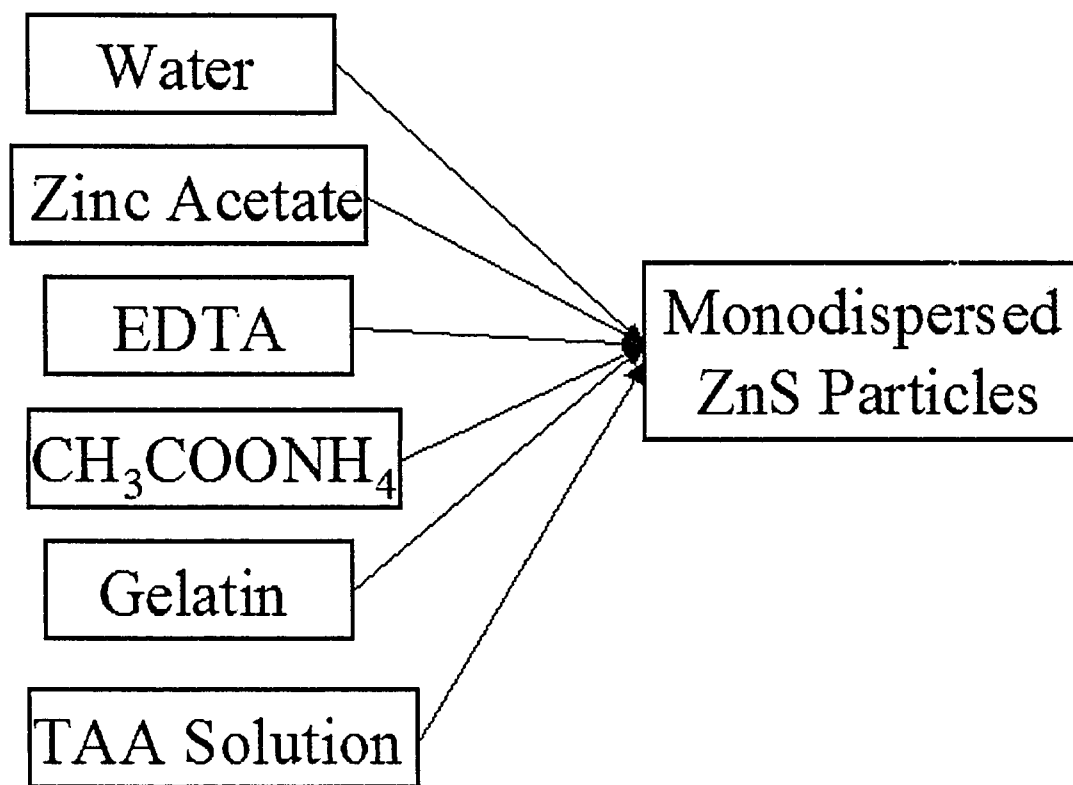 Water
Zinc Acetate
EDTA
CH₃COONH₄
Gelatin
TAA Solution
Monodispersed
ZnS Particles